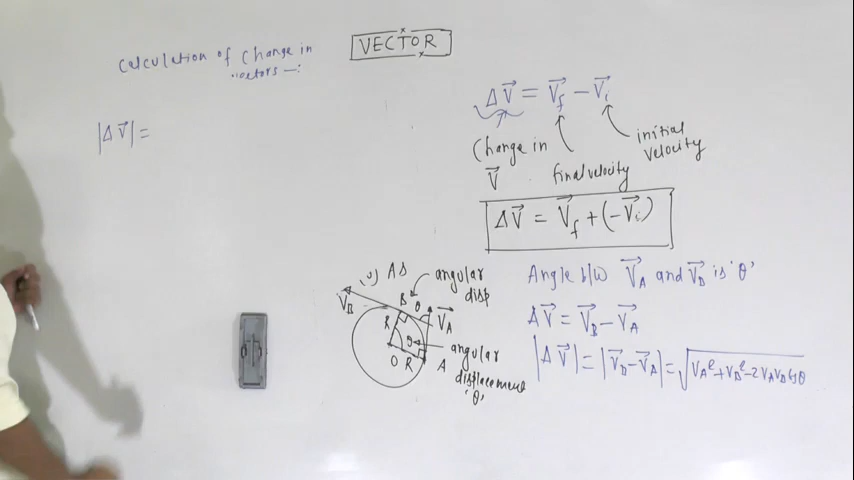 VECTOR
Calculation of Change in
vectors -:
|ΔV⃗| =
ΔV⃗ = V⃗f − V⃗i
Change in
V⃗
final velocity
initial
velocity
ΔV⃗ = V⃗f + (−V⃗i)
AS
angular
disp
V⃗B
B
θ
V⃗A
R
θ
O
R
A
angular
displacement
'θ'
Angle b/w V⃗A and V⃗B is 'θ'
ΔV⃗ = V⃗B − V⃗A
|ΔV⃗| = |V⃗B − V⃗A| = √VA² + VB² − 2VAVB Cosθ